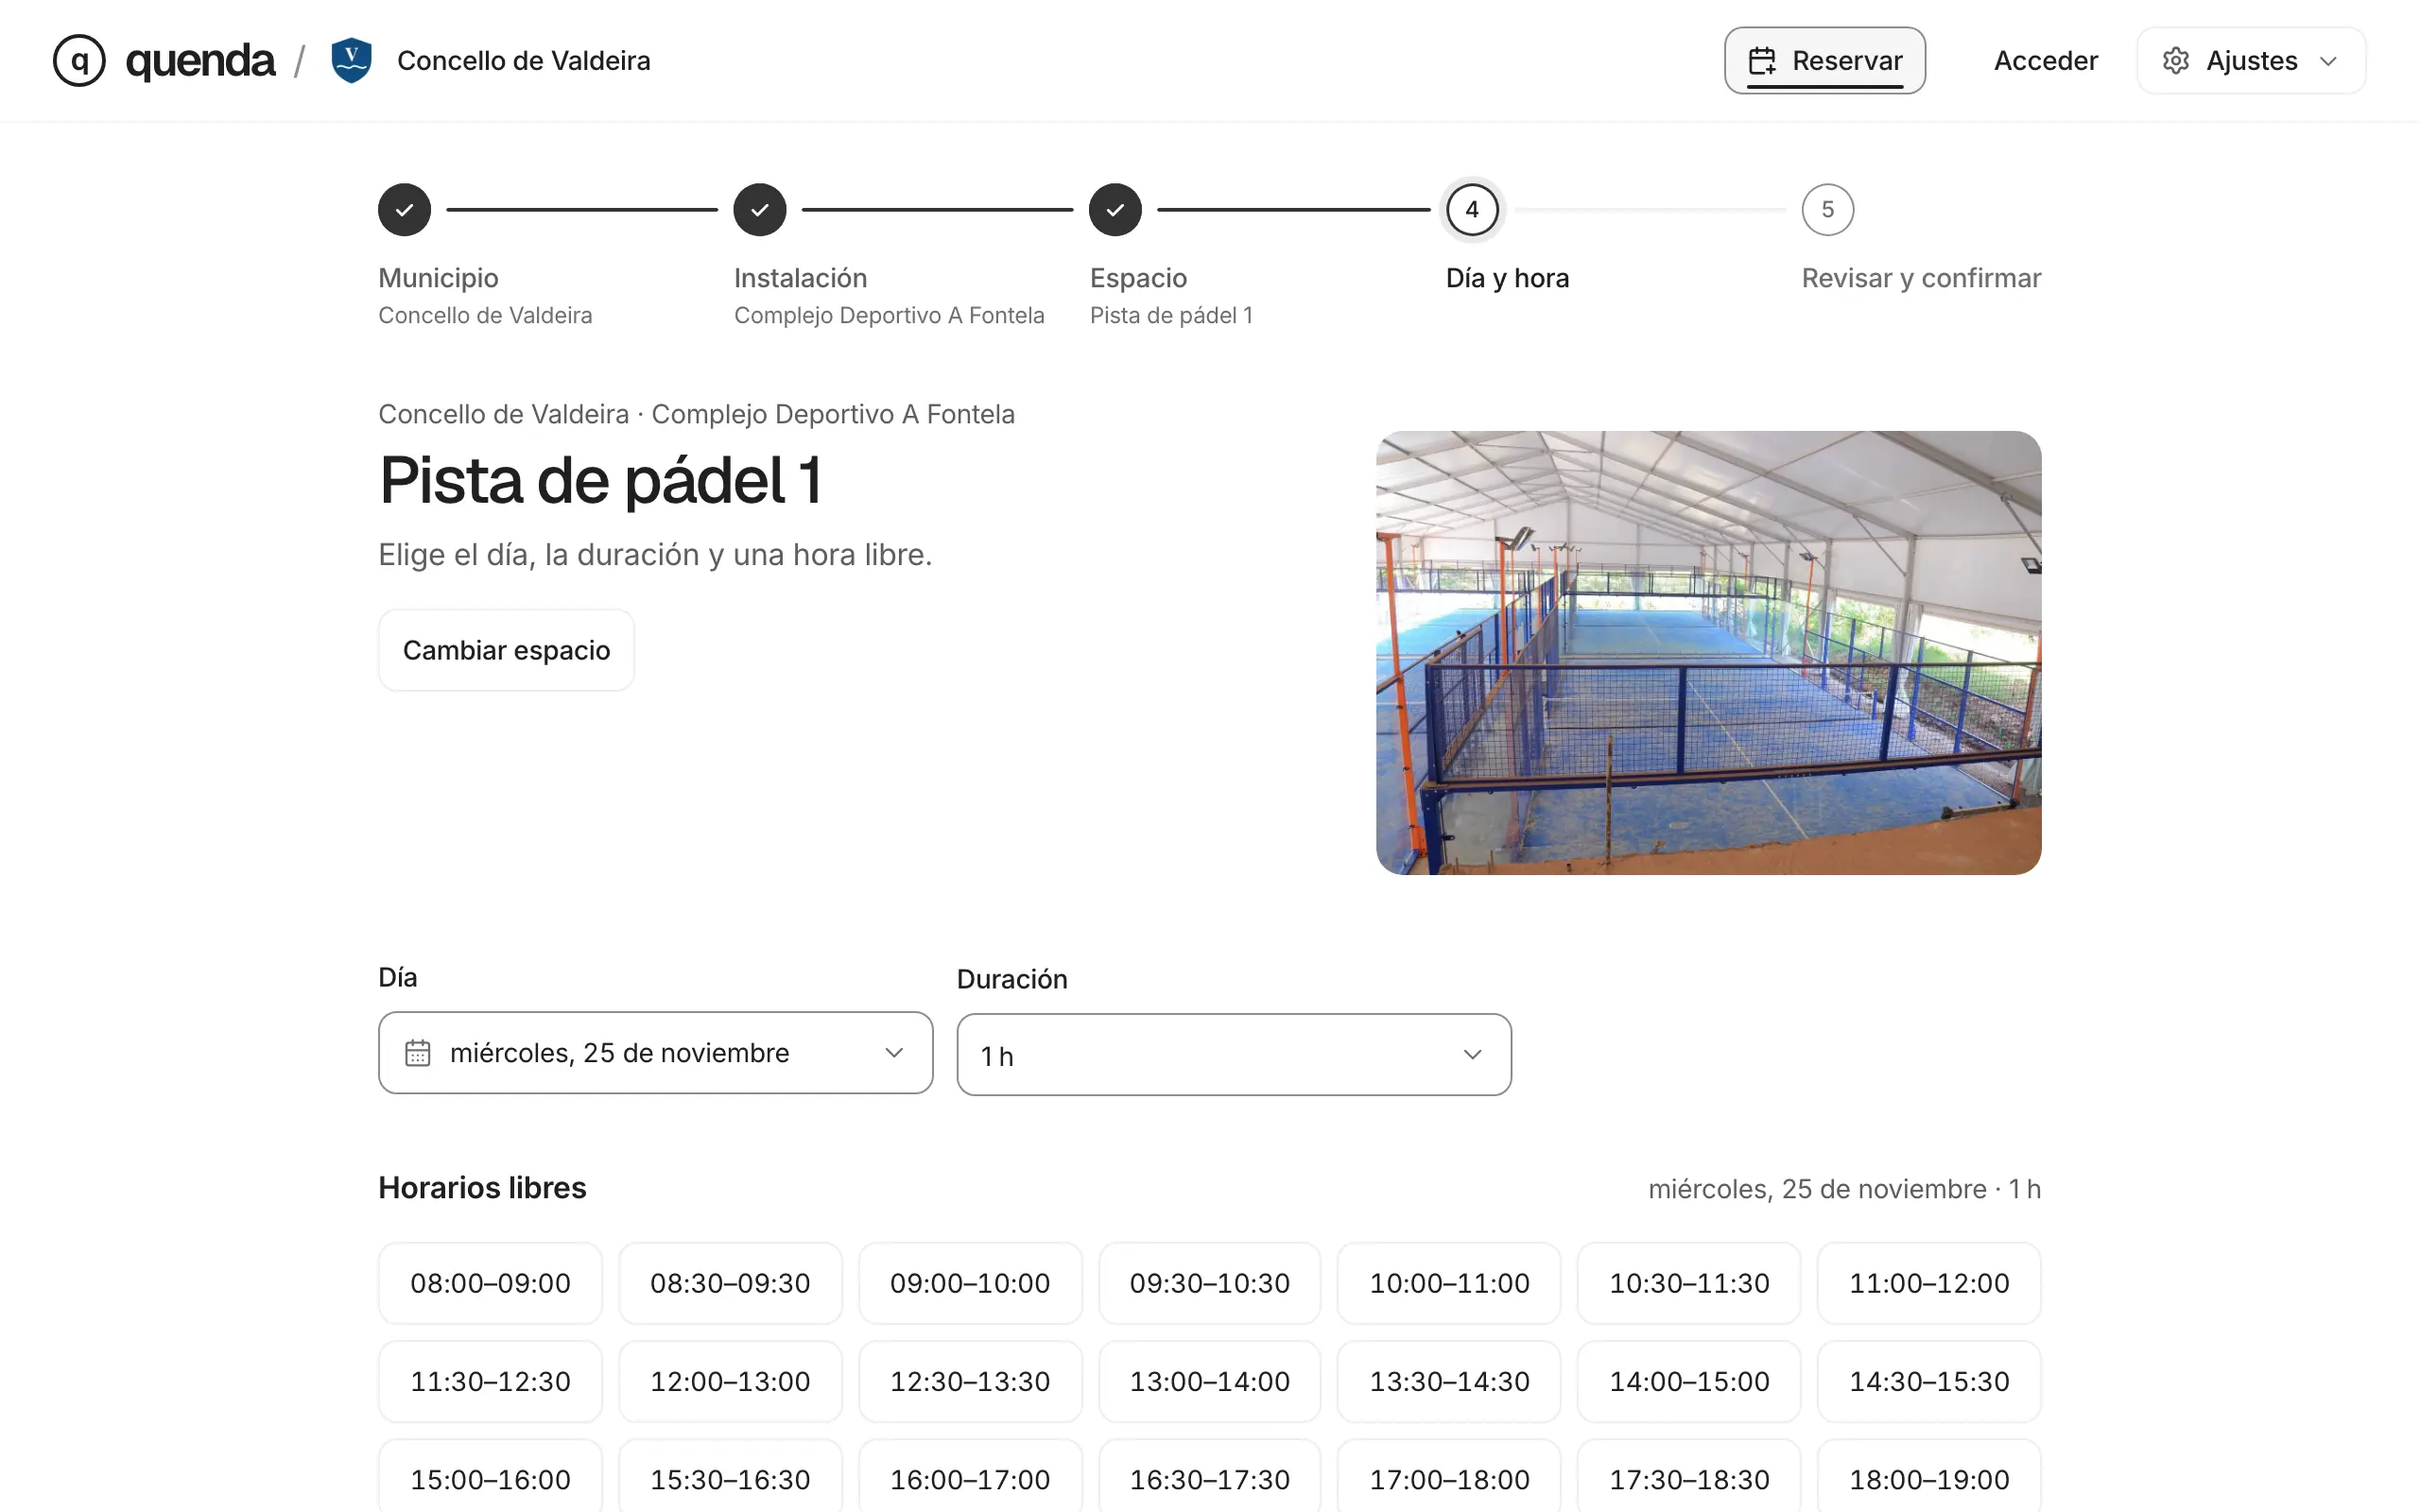 q quenda / V Concello de Valdeira
Reservar
Acceder
Ajustes
4
5
Municipio
Instalación
Espacio
Día y hora
Revisar y confirmar
Concello de Valdeira
Complejo Deportivo A Fontela
Pista de pádel 1
Concello de Valdeira · Complejo Deportivo A Fontela
Pista de pádel 1
Elige el día, la duración y una hora libre.
Cambiar espacio
Día
miércoles, 25 de noviembre
Duración
1 h
Horarios libres
miércoles, 25 de noviembre · 1 h
08:00–09:00 08:30–09:30 09:00–10:00 09:30–10:30 10:00–11:00 10:30–11:30 11:00–12:00
11:30–12:30 12:00–13:00 12:30–13:30 13:00–14:00 13:30–14:30 14:00–15:00 14:30–15:30
15:00–16:00 15:30–16:30 16:00–17:00 16:30–17:30 17:00–18:00 17:30–18:30 18:00–19:00